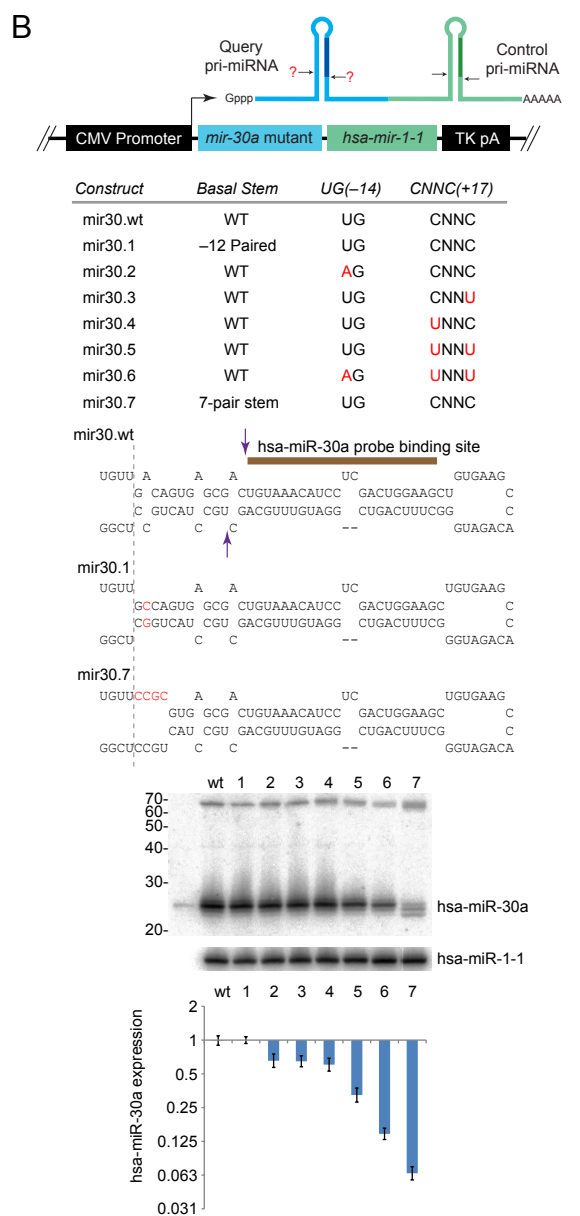 B
Query
pri-miRNA
Control
pri-miRNA
?
?
Gppp
AAAAA
CMV Promoter
mir-30a mutant
hsa-mir-1-1
TK pA
Construct Basal Stem UG(–14) CNNC(+17)
mir30.wt WT UG CNNC
mir30.1 –12 Paired UG CNNC
mir30.2 WT AG CNNC
mir30.3 WT UG CNNU
mir30.4 WT UG UNNC
mir30.5 WT UG UNNU
mir30.6 WT AG UNNU
mir30.7 7-pair stem UG CNNC
mir30.wt
hsa-miR-30a probe binding site
UGUU A A A UC GUGAAG
G CAGUG GCG CUGUAAACAUCC GACUGGAAGCU C
C GUCAUC CGU GACGUUUGUAGG CUGACUUUCGG C
GGCU C C C -- GUAGACA
mir30.1
UGUU A A UC UGUGAAG
GCCAGUG GCG CUGUAAACAUCC GACUGGAAGC C
CGGUCAUC CGU GACGUUUGUAGG CUGACUUUCG C
GGCU C C -- GGUAGACA
mir30.7
UGUUCCGC A A UC UGUGAAG
GUG GCG CUGUAAACAUCC GACUGGAAGC C
CAUC CGU GACGUUUGUAGG CUGACUUUCG C
GGCUCCGU C C -- GGUAGACA
wt 1 2 3 4 5 6 7
70-
60-
50-
40-
30-
20-
hsa-miR-30a
hsa-miR-1-1
wt 1 2 3 4 5 6 7
hsa-miR-30a expression
2
1
0.5
0.25
0.125
0.063
0.031